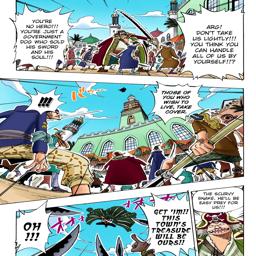 YOU'RE
NO HERO!!!
YOU'RE JUST A
GOVERNMENT
DOG WHO SOLD
HIS SWORD
AND HIS
SOUL!!!
ARG!
DON'T TAKE
US LIGHTLY!!!
YOU THINK YOU
CAN HANDLE
ALL OF US BY
YOURSELF!?
!!!
THOSE OF
YOU WHO
WISH TO
LIVE, TAKE
COVER.
OH
!!!
GET 'IM!!
THIS
TOWN'S
TREASURE
WILL BE
OURS!!
THE SCURVY
SNAKE. HE'LL BE
EASY PREY FOR
US!!!